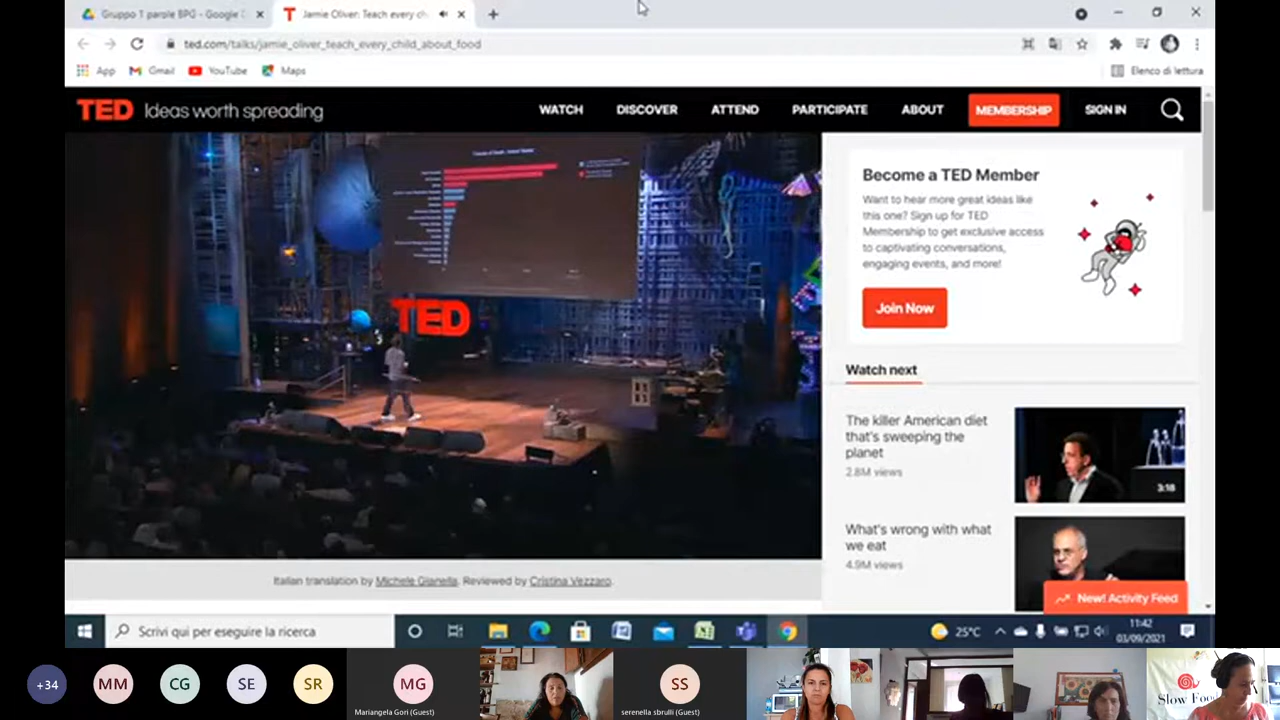 Gruppo 1 parole BPG - Google
Jamie Oliver: Teach every ch
ted.com/talks/jamie_oliver_teach_every_child_about_food
App
Gmail
YouTube
Maps
Elenco di lettura
TED Ideas worth spreading
WATCH
DISCOVER
ATTEND
PARTICIPATE
ABOUT
MEMBERSHIP
SIGN IN
TED
Become a TED Member
Want to hear more great ideas like
this one? Sign up for TED
Membership to get exclusive access
to captivating conversations,
engaging events, and more!
Join Now
Watch next
The killer American diet
that's sweeping the
planet
2.8M views
3:18
What's wrong with what
we eat
4.9M views
New! Activity Feed
Italian translation by Michele Gianella. Reviewed by Cristina Vezzaro.
Scrivi qui per eseguire la ricerca
25°C
11:42
03/09/2021
+34
MM
CG
SE
SR
MG
Mariangela Gori (Guest)
SS
serenella sbrulli (Guest)
Slow